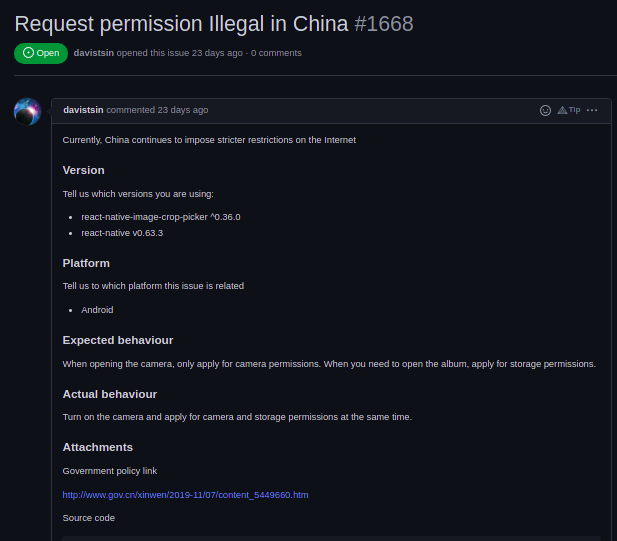 Request permission Illegal in China #1668
Open davistsin opened this issue 23 days ago · 0 comments
davistsin commented 23 days ago Tip ···
Currently, China continues to impose stricter restrictions on the Internet
Version
Tell us which versions you are using:
• react-native-image-crop-picker ^0.36.0
• react-native v0.63.3
Platform
Tell us to which platform this issue is related
• Android
Expected behaviour
When opening the camera, only apply for camera permissions. When you need to open the album, apply for storage permissions.
Actual behaviour
Turn on the camera and apply for camera and storage permissions at the same time.
Attachments
Government policy link
http://www.gov.cn/xinwen/2019-11/07/content_5449660.htm
Source code